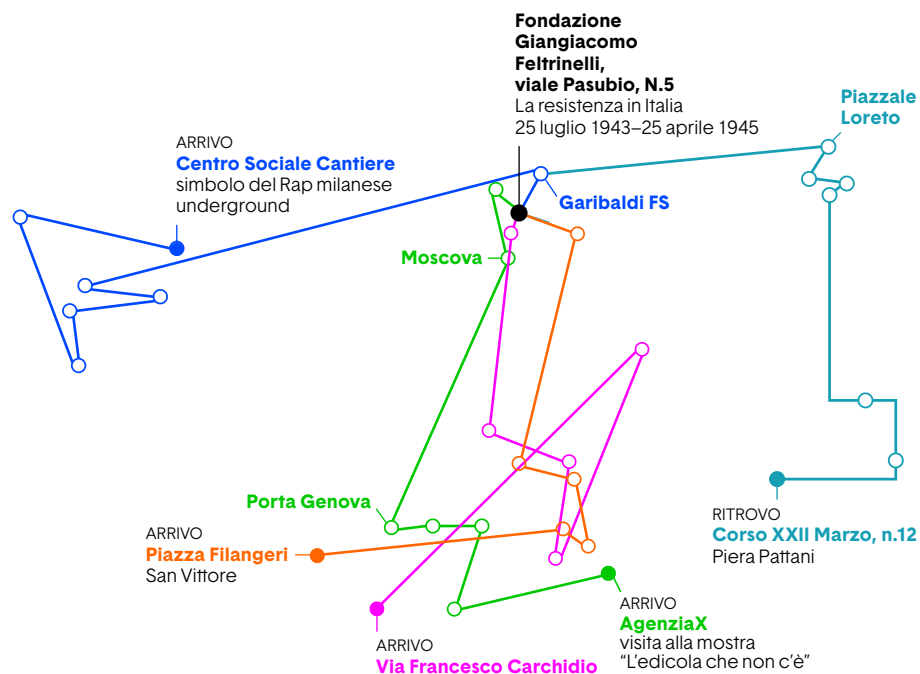 Fondazione
Giangiacomo
Feltrinelli,
viale Pasubio, N.5
La resistenza in Italia
25 luglio 1943–25 aprile 1945
Piazzale
Loreto
ARRIVO
Centro Sociale Cantiere
simbolo del Rap milanese
underground
Garibaldi FS
Moscova
Porta Genova
ARRIVO
Piazza Filangeri
San Vittore
RITROVO
Corso XXII Marzo, n.12
Piera Pattani
ARRIVO
AgenziaX
visita alla mostra
“L’edicola che non c’è”
ARRIVO
Via Francesco Carchidio